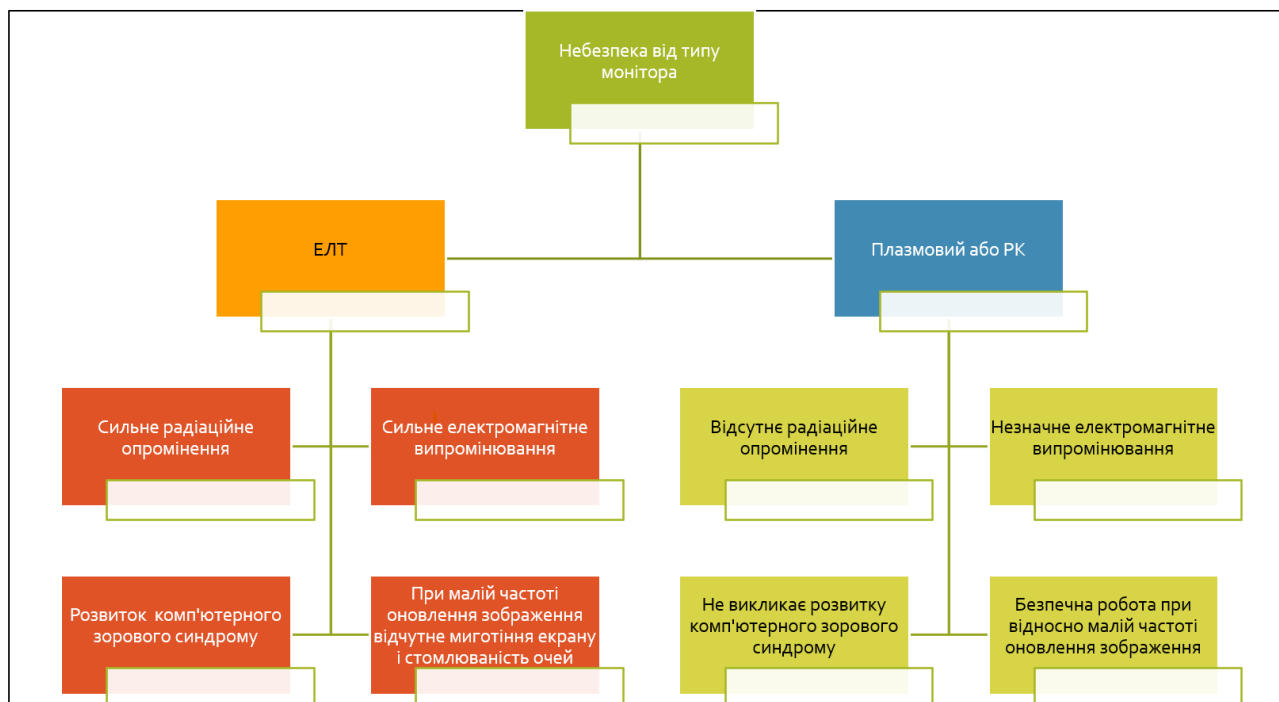 Небезпека від типу
монітора
ЕЛТ
Плазмовий або РК
Сильне радіаційне
опромінення
Сильне електромагнітне
випромінювання
Відсутнє радіаційне
опромінення
Незначне електромагнітне
випромінювання
Розвиток комп'ютерного
зорового синдрому
При малій частоті
оновлення зображення
відчутне миготіння екрану
і стомлюваність очей
Не викликає розвитку
комп'ютерного зорового
синдрому
Безпечна робота при
відносно малій частоті
оновлення зображення